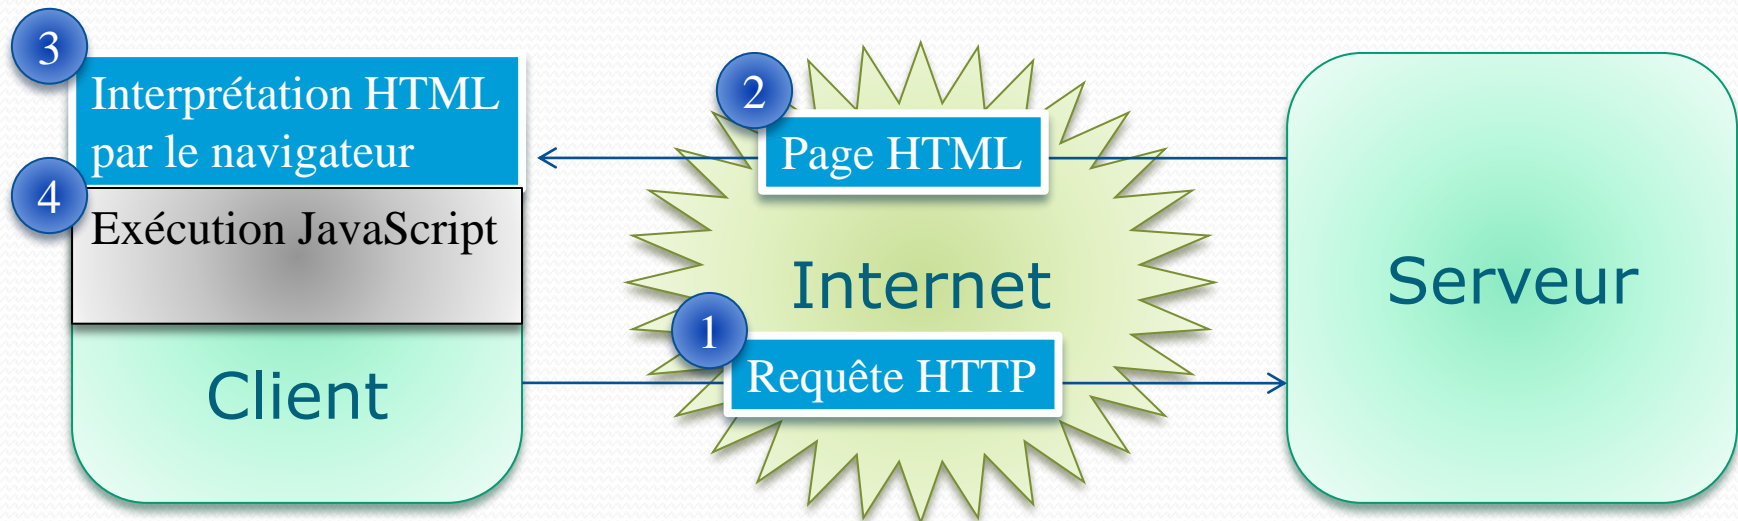 3
Interprétation HTML
par le navigateur
4
Exécution JavaScript
Client
2
Page HTML
Internet
1
Requête HTTP
Serveur